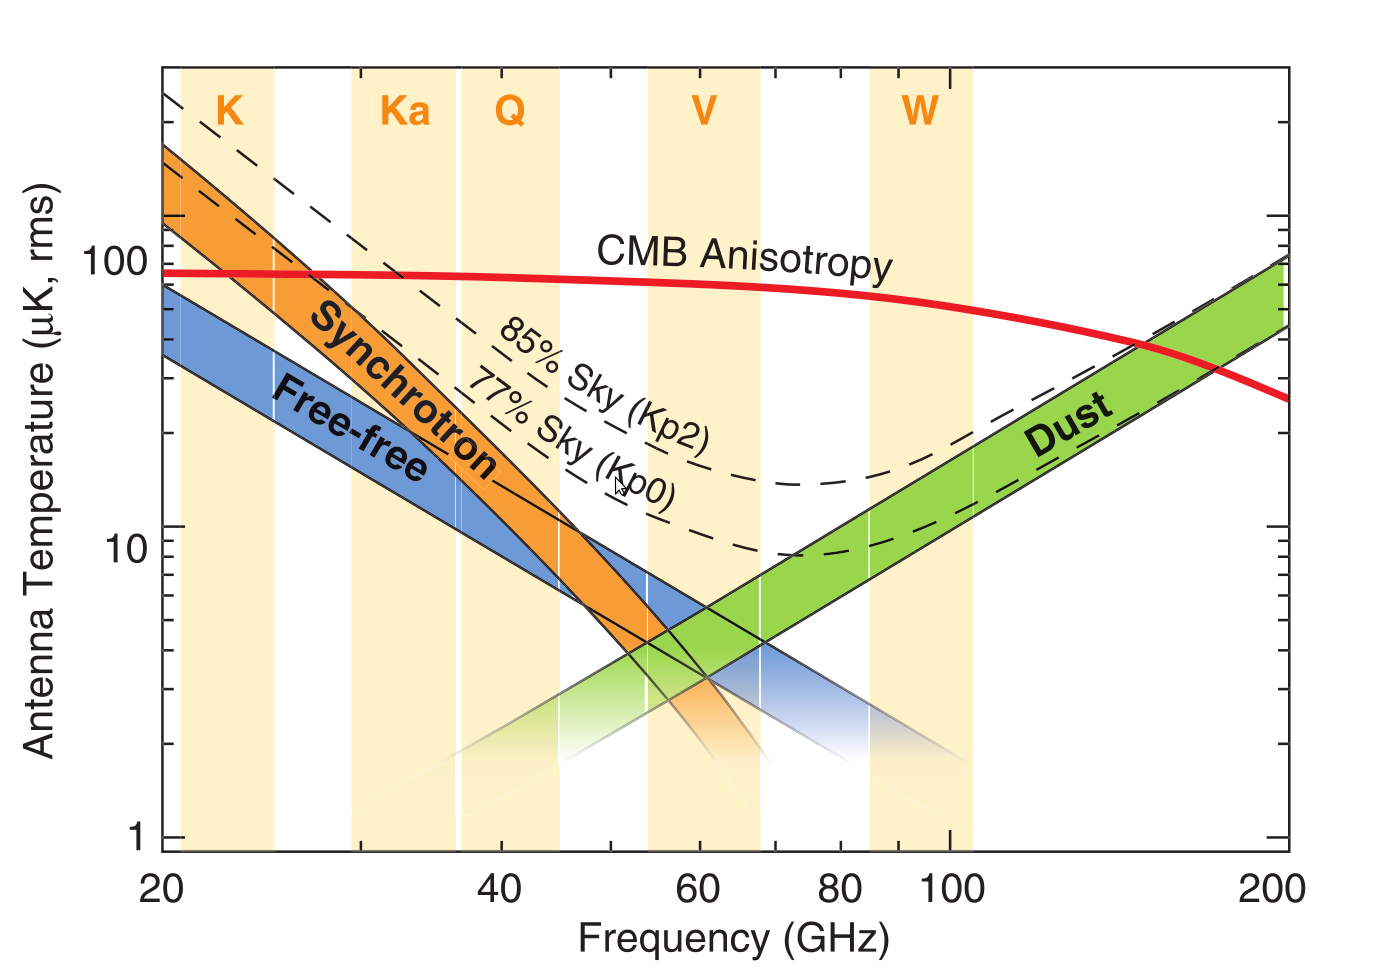 K Ka Q V W
CMB Anisotropy
85% Sky (Kp2)
77% Sky (Kp0)
Synchrotron
Free-free
Dust
Antenna Temperature (μK, rms)
100
10
1
20 40 60 80 100 200
Frequency (GHz)